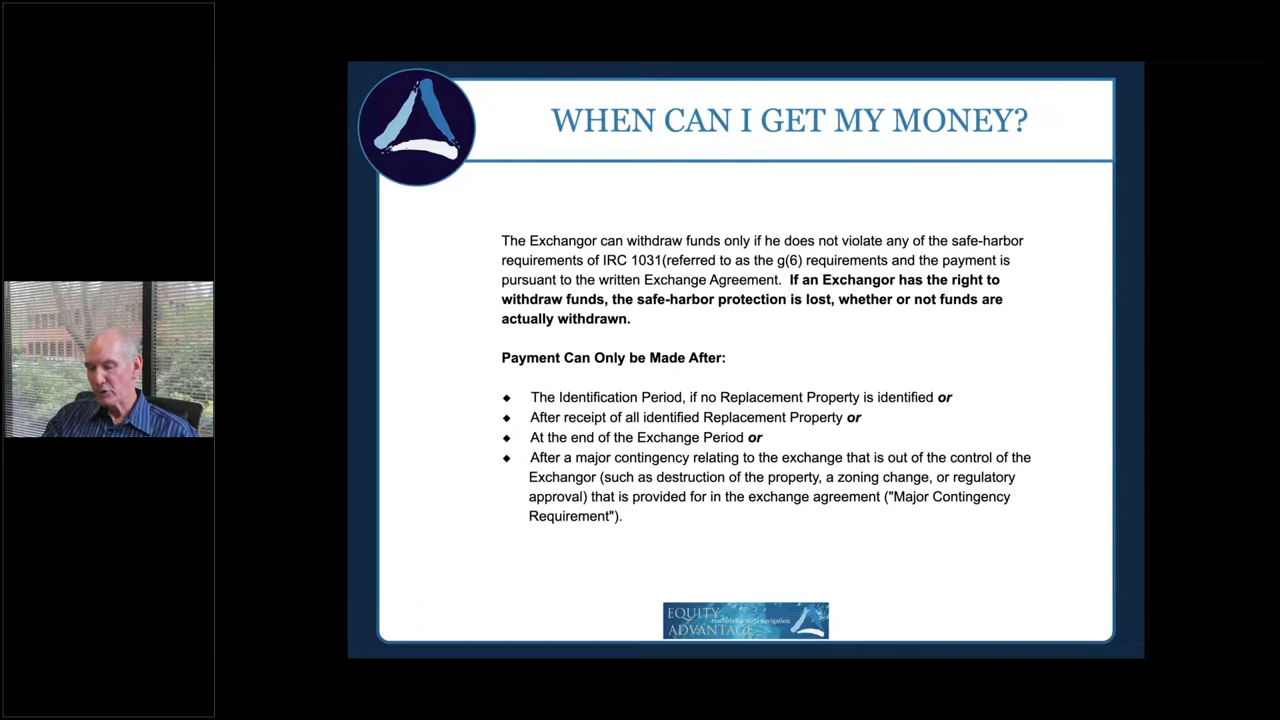 WHEN CAN I GET MY MONEY?
The Exchangor can withdraw funds only if he does not violate any of the safe-harbor
requirements of IRC 1031(referred to as the g(6) requirements and the payment is
pursuant to the written Exchange Agreement. If an Exchangor has the right to
withdraw funds, the safe-harbor protection is lost, whether or not funds are
actually withdrawn.
Payment Can Only be Made After:
◆ The Identification Period, if no Replacement Property is identified or
◆ After receipt of all identified Replacement Property or
◆ At the end of the Exchange Period or
◆ After a major contingency relating to the exchange that is out of the control of the
Exchangor (such as destruction of the property, a zoning change, or regulatory
approval) that is provided for in the exchange agreement ("Major Contingency
Requirement").
EQUITY
ADVANTAGE